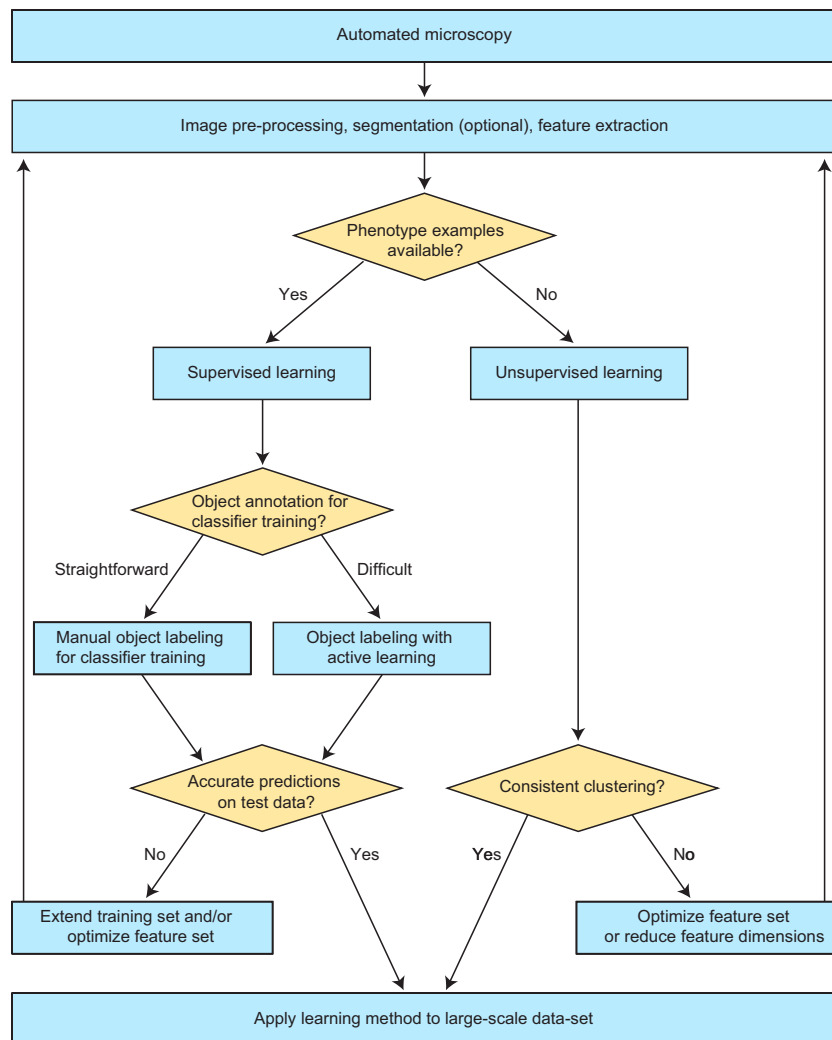 Automated microscopy
Image pre-processing, segmentation (optional), feature extraction
Phenotype examples
available?
Yes
No
Supervised learning
Unsupervised learning
Object annotation for
classifier training?
Straightforward
Difficult
Manual object labeling
for classifier training
Object labeling with
active learning
Accurate predictions
on test data?
Consistent clustering?
No
Yes
Yes
No
Extend training set and/or
optimize feature set
Optimize feature set
or reduce feature dimensions
Apply learning method to large-scale data-set